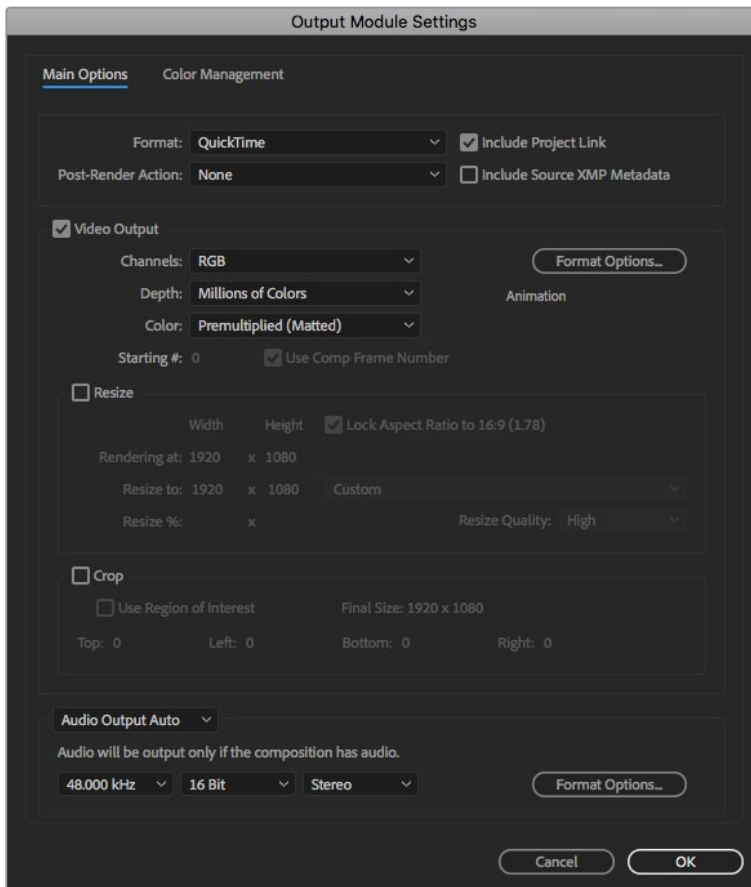 Output Module Settings
Main Options Color Management
Format: QuickTime Include Project Link
Post-Render Action: None Include Source XMP Metadata
Video Output
Channels: RGB Format Options...
Depth: Millions of Colors Animation
Color: Premultiplied (Matted)
Starting #: 0 Use Comp Frame Number
Resize
Width Height Lock Aspect Ratio to 16:9 (1.78)
Rendering at: 1920 x 1080
Resize to: 1920 x 1080 Custom
Resize %: x Resize Quality: High
Crop
Use Region of Interest Final Size: 1920 x 1080
Top: 0 Left: 0 Bottom: 0 Right: 0
Audio Output Auto
Audio will be output only if the composition has audio.
48.000 kHz 16 Bit Stereo Format Options...
Cancel OK